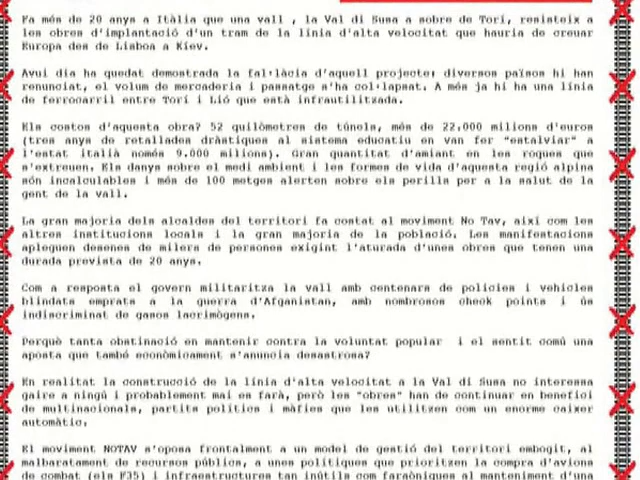 Fa més de 20 anys a Itàlia que una vall , la Val di Susa a sobre de Torí, resisteix a
les obres d'implantació d'un tram de la línia d'alta velocitat que hauria de creuar
Europa des de Lisboa a Kiev.
Avui dia ha quedat demostrada la fal·làcia d'aquell projecte: diversos països hi han
renunciat, el volum de mercaderia i passatge s'ha col·lapsat. A més ja hi ha una línia
de ferrocarril entre Torí i Lió que està infrautilitzada.
Els costos d'aquesta obra? 52 quilòmetres de túnels, més de 22.000 milions d'euros
(tres anys de retallades dràstiques al sistema educatiu en van fer "estalviar" a
l'estat italià només 9.000 milions). Gran quantitat d'amiant en les roques que
s'extreuen. Els danys sobre el medi ambient i les formes de vida d'aquesta regió alpina
són incalculables i més de 100 metges alerten sobre els perills per a la salut de la
gent de la vall.
La gran majoria dels alcaldes del territori fa costat al moviment No Tav, així com les
altres institucions locals i la gran majoria de la població. Les manifestacions
apleguen desenes de milers de persones exigint l'aturada d'unes obres que tenen una
durada prevista de 20 anys.
Com a resposta el govern militaritza la vall amb centenars de policies i vehicles
blindats emprats a la guerra d'Afganistan, amb nombrosos check points i ús
indiscriminat de gasos lacrimògens.
Perquè tanta obstinació en mantenir contra la voluntat popular i el sentit comú una
aposta que també econòmicament s'anuncia desastrosa?
En realitat la construcció de la línia d'alta velocitat a la Val di Susa no interessa
gaire a ningú i probablement mai es farà, però les "obres" han de continuar en benefici
de multinacionals, partits polítics i màfies que les utilitzen com un enorme caixer
automàtic.
El moviment NOTAV s'oposa frontalment a un model de gestió del territori embogit, al
malbaratament de recursos públics, a unes polítiques que prioritzen la compra d'avions
de combat (els F35) i infraestructures tan inútils com faraòniques al manteniment d'una